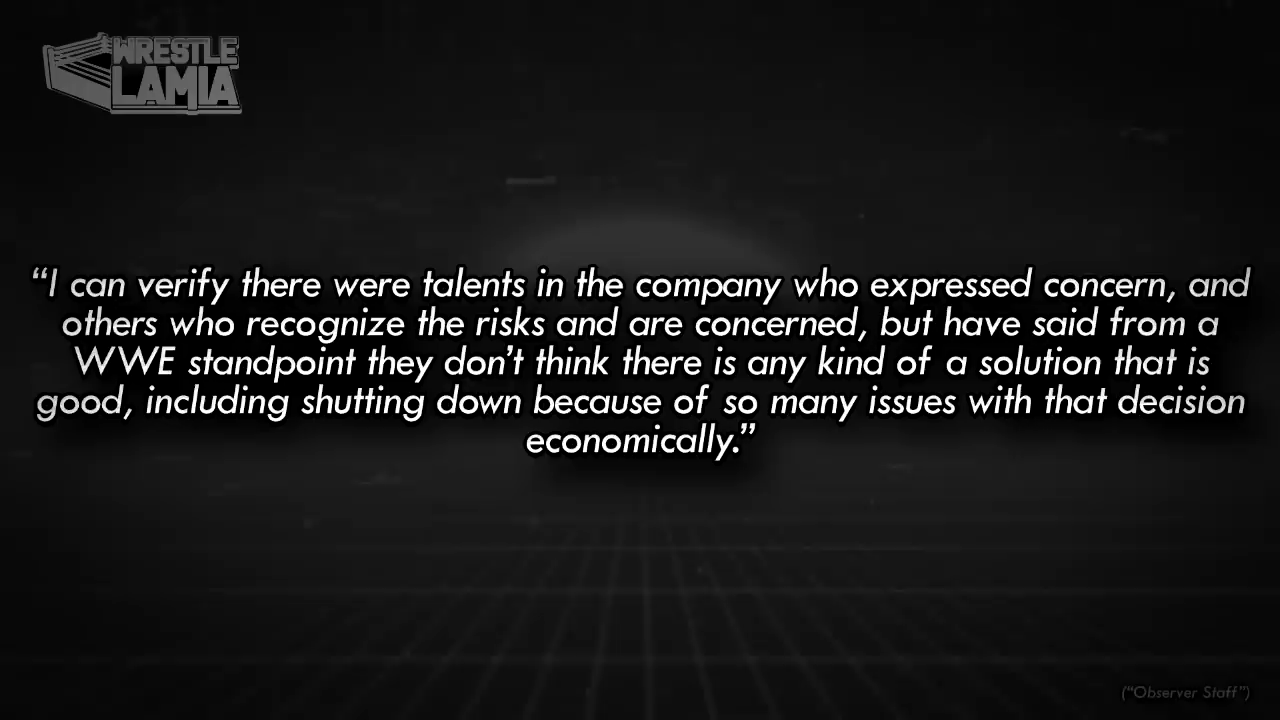 WRESTLE
LAMIA
“I can verify there were talents in the company who expressed concern, and
others who recognize the risks and are concerned, but have said from a
WWE standpoint they don’t think there is any kind of a solution that is
good, including shutting down because of so many issues with that decision
economically.”
(“Observer Staff”)